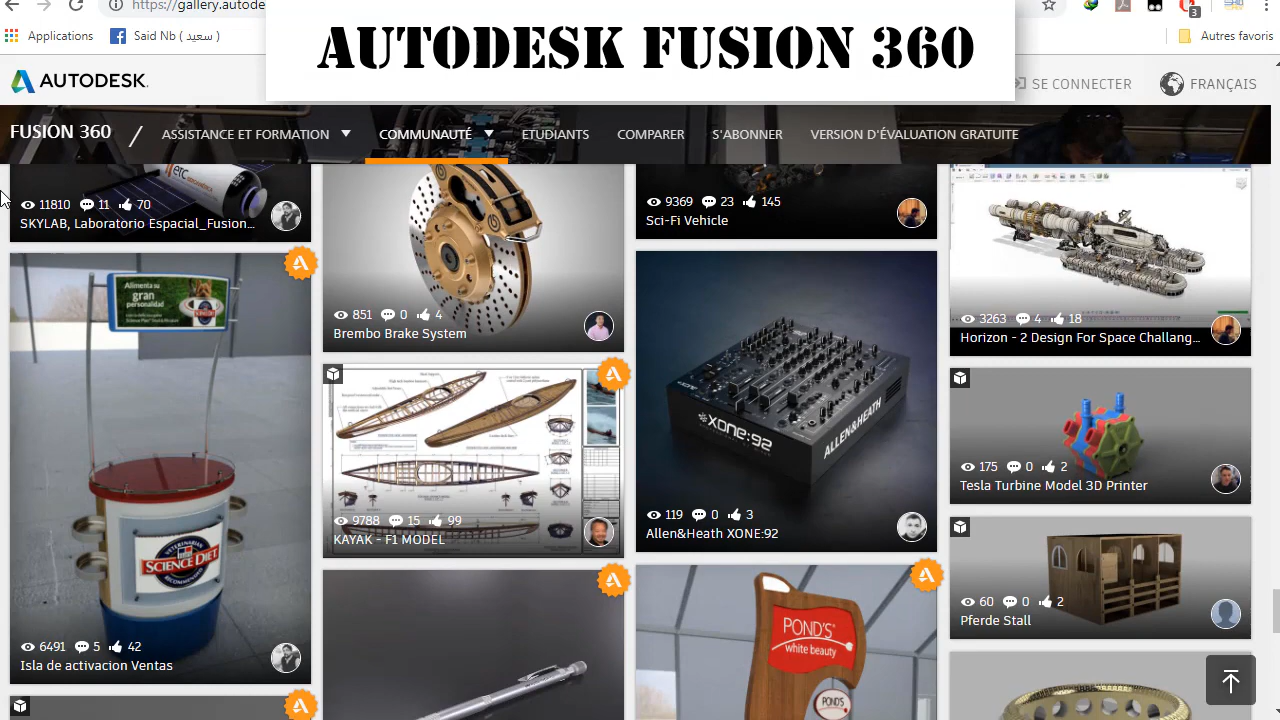 https://gallery.autode
AUTODESK FUSION 360
3
Applications
Said Nb ( سعيد )
Autres favoris
AUTODESK.
SE CONNECTER
FRANÇAIS
FUSION 360
ASSISTANCE ET FORMATION
COMMUNAUTÉ
ETUDIANTS
COMPARER
S'ABONNER
VERSION D'ÉVALUATION GRATUITE
11810 11 70
SKYLAB, Laboratorio Espacial_Fusion...
851 0 4
Brembo Brake System
9369 23 145
Sci-Fi Vehicle
3263 4 18
Horizon - 2 Design For Space Challang...
Alimenta su
gran
personalidad
VETERINARIAN
SCIENCE DIET
RECOMMENDED
6491 5 42
Isla de activacion Ventas
9788 15 99
KAYAK - F1 MODEL
XONE:92
ALLEN&HEATH
119 0 3
Allen&Heath XONE:92
175 0 2
Tesla Turbine Model 3D Printer
60 0 2
Pferde Stall
POND'S
white beauty
POND'S